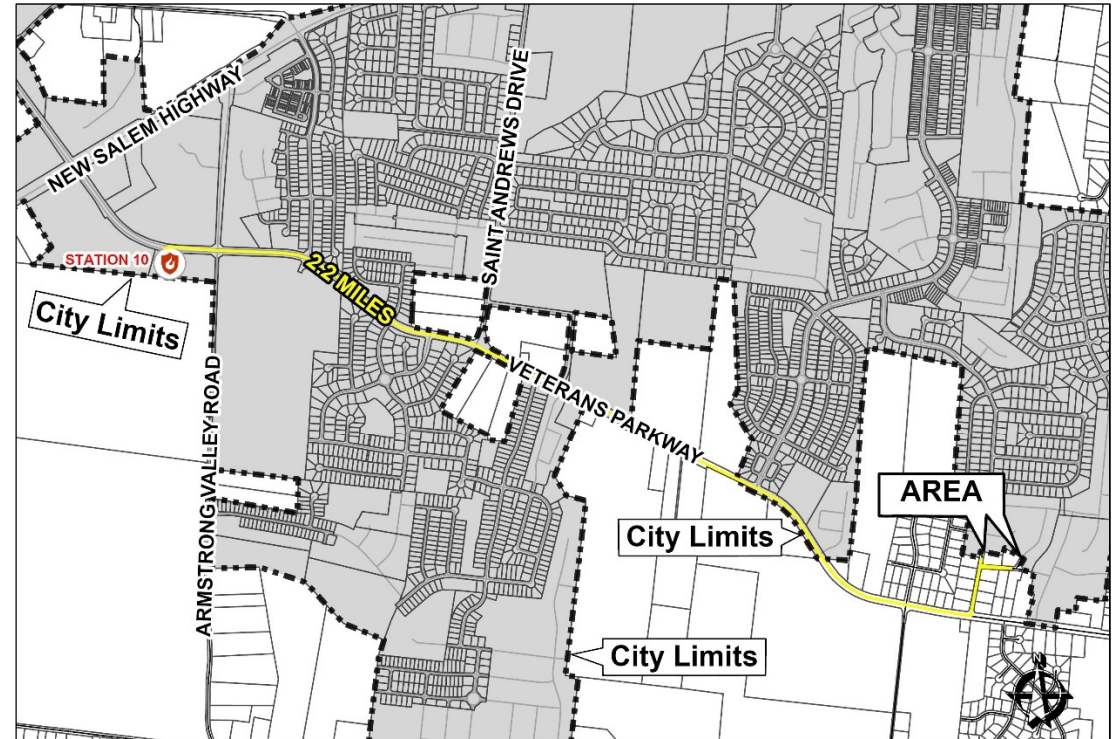 NEW SALEM HIGHWAY
SAINT ANDREWS DRIVE
STATION 10
City Limits
2.2 MILES
ARMSTRONG VALLEY ROAD
VETERANS PARKWAY
AREA
City Limits
City Limits
N